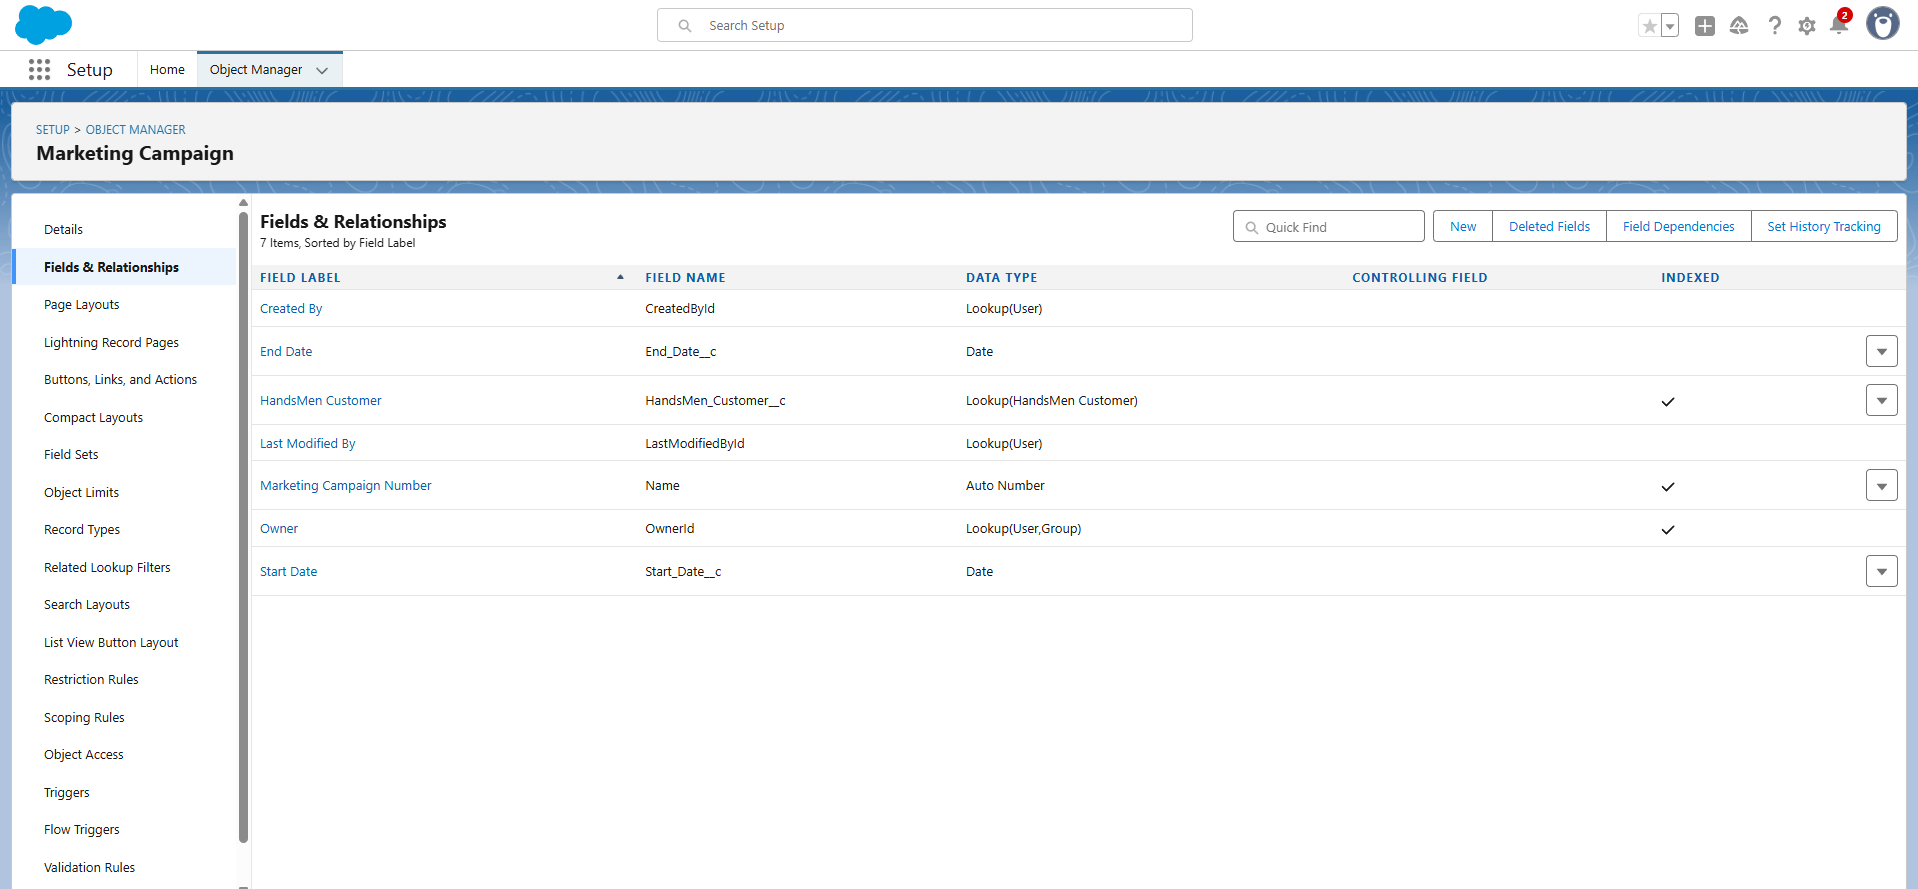 Search Setup
2
Setup
Home
Object Manager
SETUP > OBJECT MANAGER
Marketing Campaign
Details
Fields & Relationships
Page Layouts
Lightning Record Pages
Buttons, Links, and Actions
Compact Layouts
Field Sets
Object Limits
Record Types
Related Lookup Filters
Search Layouts
List View Button Layout
Restriction Rules
Scoping Rules
Object Access
Triggers
Flow Triggers
Validation Rules
Fields & Relationships
7 Items, Sorted by Field Label
Quick Find
New
Deleted Fields
Field Dependencies
Set History Tracking
FIELD LABEL FIELD NAME DATA TYPE CONTROLLING FIELD INDEXED
Created By CreatedById Lookup(User)
End Date End_Date__c Date
HandsMen Customer HandsMen_Customer__c Lookup(HandsMen Customer)
Last Modified By LastModifiedById Lookup(User)
Marketing Campaign Number Name Auto Number
Owner OwnerId Lookup(User,Group)
Start Date Start_Date__c Date